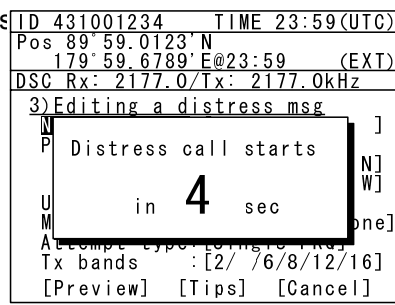 S
ID 431001234 TIME 23:59(UTC)
Pos 89°59.0123'N
179°59.6789'E@23:59 (EXT)
DSC Rx: 2177.0/Tx: 2177.0kHz
3)Editing a distress msg
N ]
P
Distress call starts
N]
W]
in 4 sec
U
M one]
Tx bands :[2/ /6/8/12/16]
[Preview] [Tips] [Cancel]